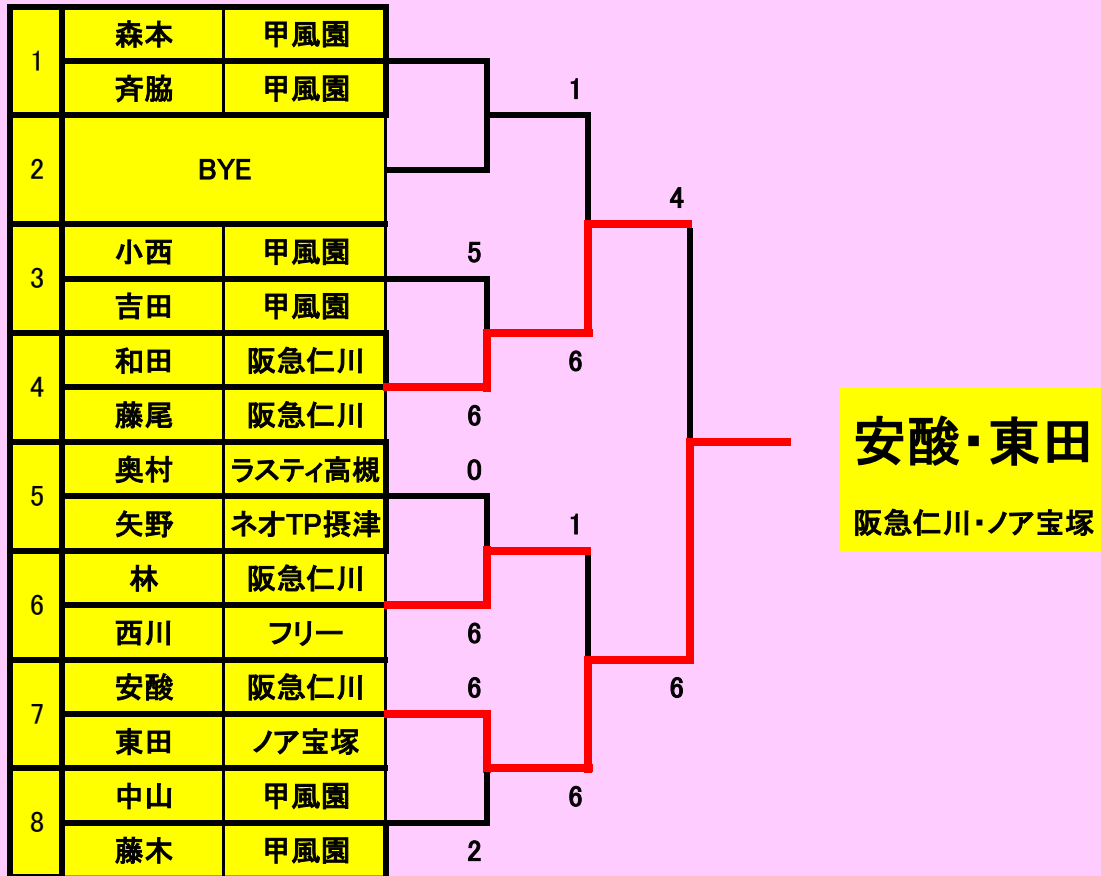 1
森本 甲風園
斉脇 甲風園
1
2
BYE
4
3
小西 甲風園
5
吉田 甲風園
4
和田 阪急仁川
6
藤尾 阪急仁川
6
安酸・東田
阪急仁川・ノア宝塚
5
奥村 ラスティ高槻
0
矢野 ネオTP摂津
1
6
林 阪急仁川
西川 フリー
6
7
安酸 阪急仁川
6
6
東田 ノア宝塚
8
中山 甲風園
6
藤木 甲風園
2